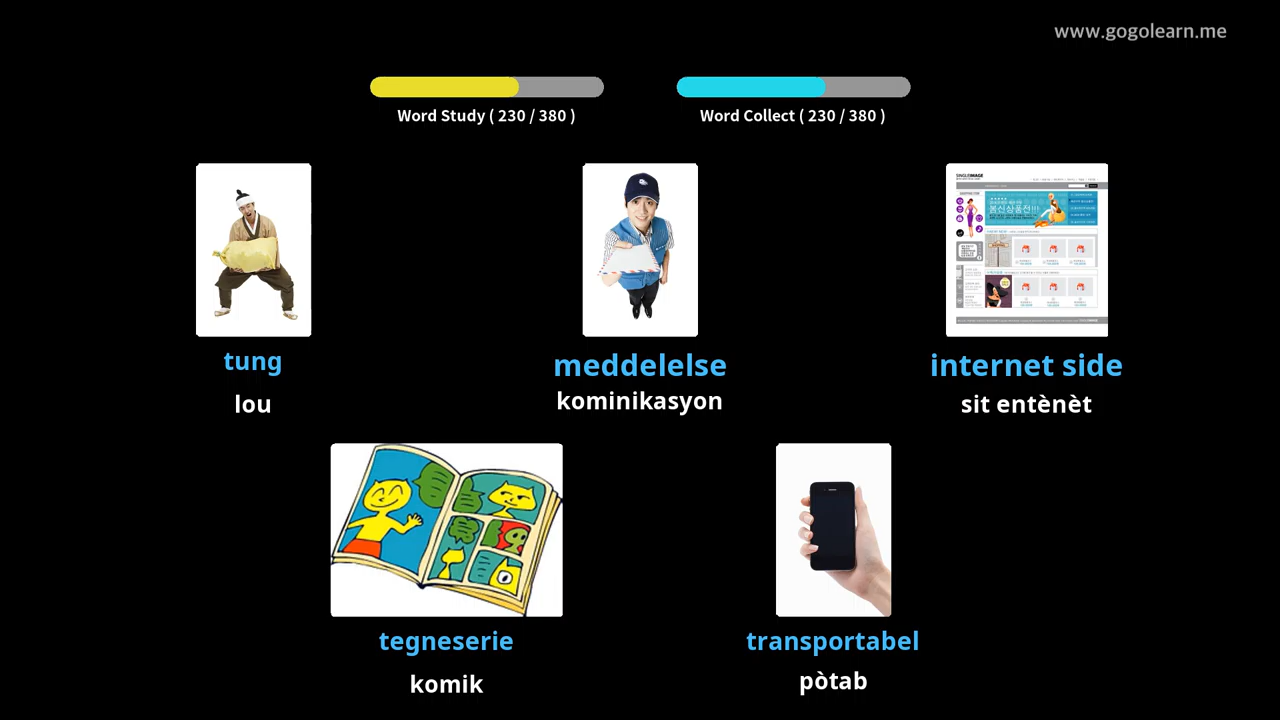 www.gogolearn.me
Word Study ( 230 / 380 )
Word Collect ( 230 / 380 )
tung
lou
meddelelse
kominikasyon
internet side
sit entènèt
tegneserie
komik
transportabel
pòtab